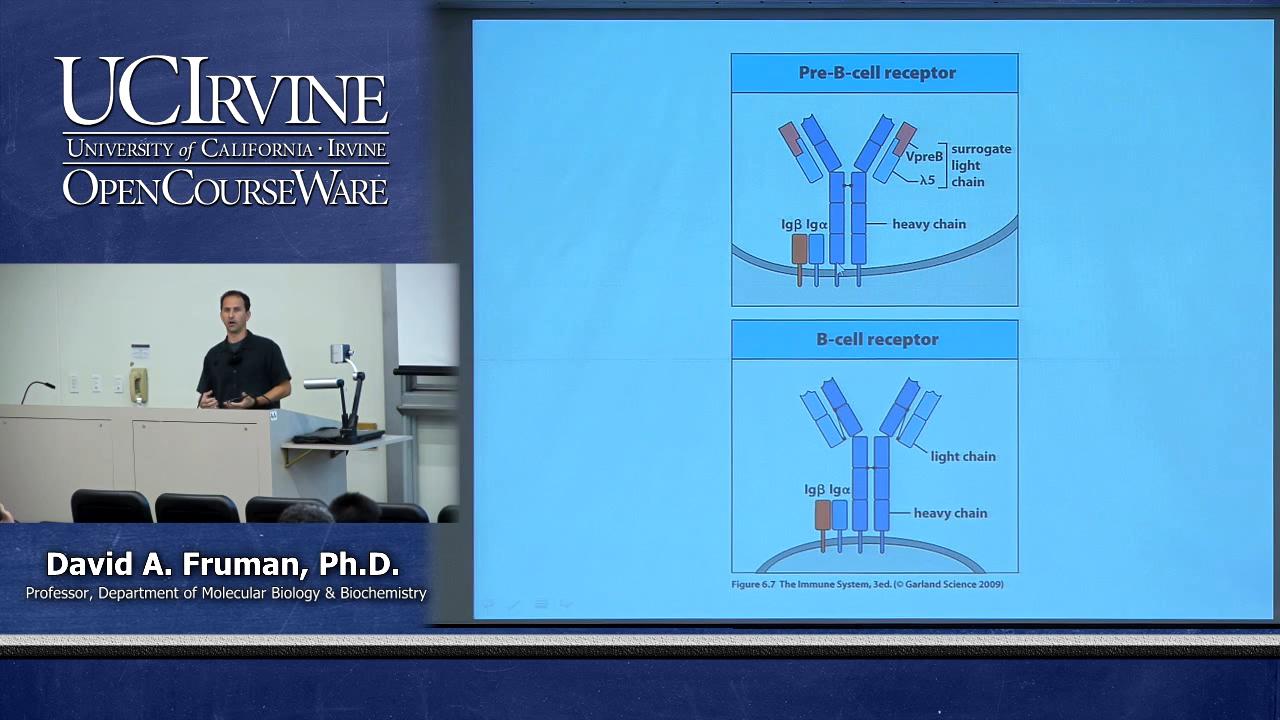 UCIRVINE
UNIVERSITY of CALIFORNIA · IRVINE
OPENCOURSEWARE
David A. Fruman, Ph.D.
Professor, Department of Molecular Biology & Biochemistry
Pre-B-cell receptor
VpreB
λ5
surrogate
light
chain
Igβ Igα
heavy chain
B-cell receptor
light chain
Igβ Igα
heavy chain
Figure 6.7 The Immune System, 3ed. (© Garland Science 2009)